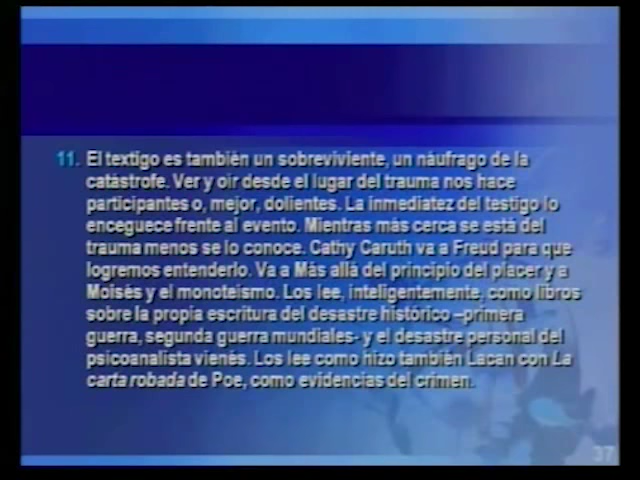 11. El textigo es también un sobreviviente, un náufrago de la
catástrofe. Ver y oir desde el lugar del trauma nos hace
participantes o, mejor, dolientes. La inmediatez del testigo lo
enceguece frente al evento. Mientras más cerca se está del
trauma menos se lo conoce. Cathy Caruth va a Freud para que
logremos entenderlo. Va a Más allá del principio del placer y a
Moisés y el monoteismo. Los lee, inteligentemente, como libros
sobre la propia escritura del desastre histórico –primera
guerra, segunda guerra mundiales- y el desastre personal del
psicoanalista vienés. Los lee como hizo también Lacan con La
carta robada de Poe, como evidencias del crimen.
37